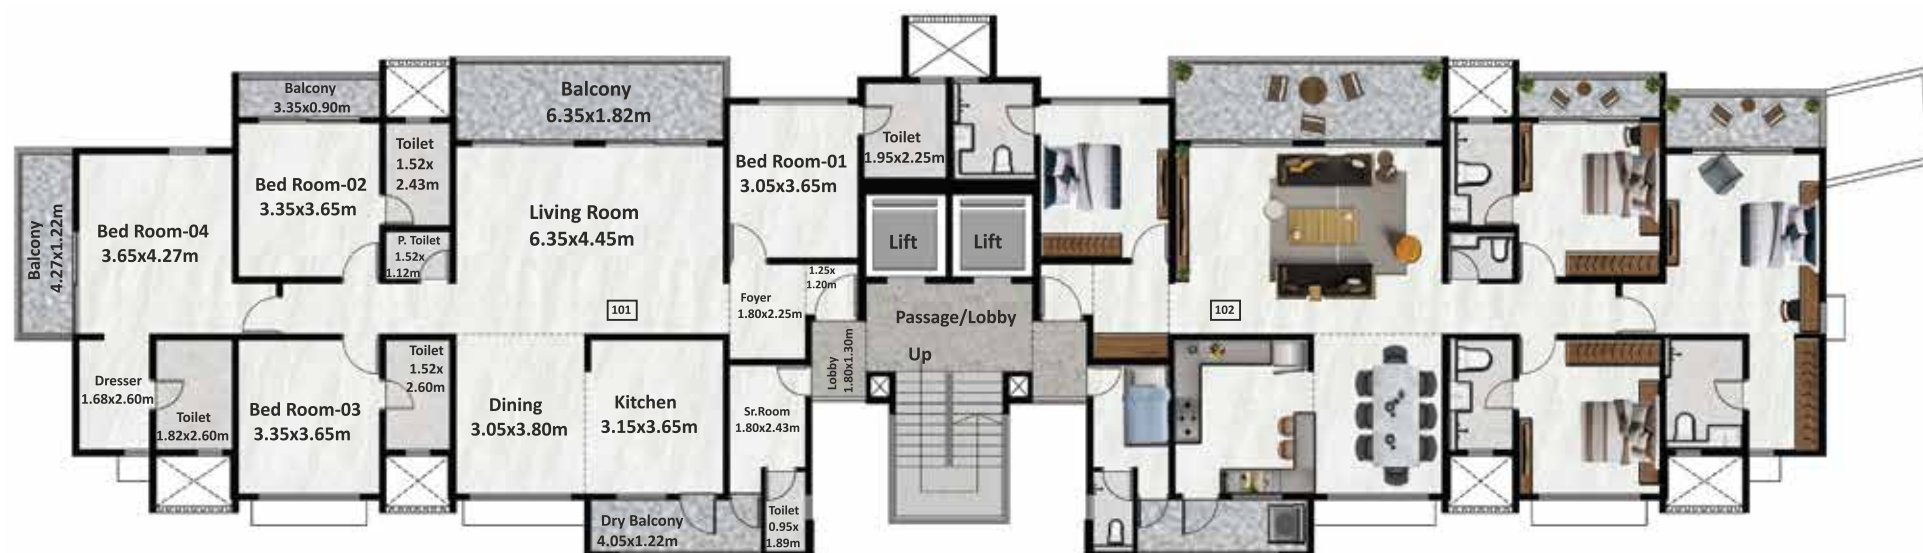 Balcony
3.35x0.90m
Balcony
6.35x1.82m
Toilet
1.52x
2.43m
Toilet
1.95x2.25m
Bed Room-01
3.05x3.65m
Bed Room-02
3.35x3.65m
Living Room
6.35x4.45m
Balcony
4.27x1.22m
Bed Room-04
3.65x4.27m
P. Toilet
1.52x
1.12m
Lift
Lift
1.25x
1.20m
Foyer
1.80x2.25m
101
Passage/Lobby
102
Up
Lobby
1.80x1.30m
Toilet
1.52x
2.60m
Dresser
1.68x2.60m
Toilet
1.82x2.60m
Bed Room-03
3.35x3.65m
Dining
3.05x3.80m
Kitchen
3.15x3.65m
Sr.Room
1.80x2.43m
Dry Balcony
4.05x1.22m
Toilet
0.95x
1.89m